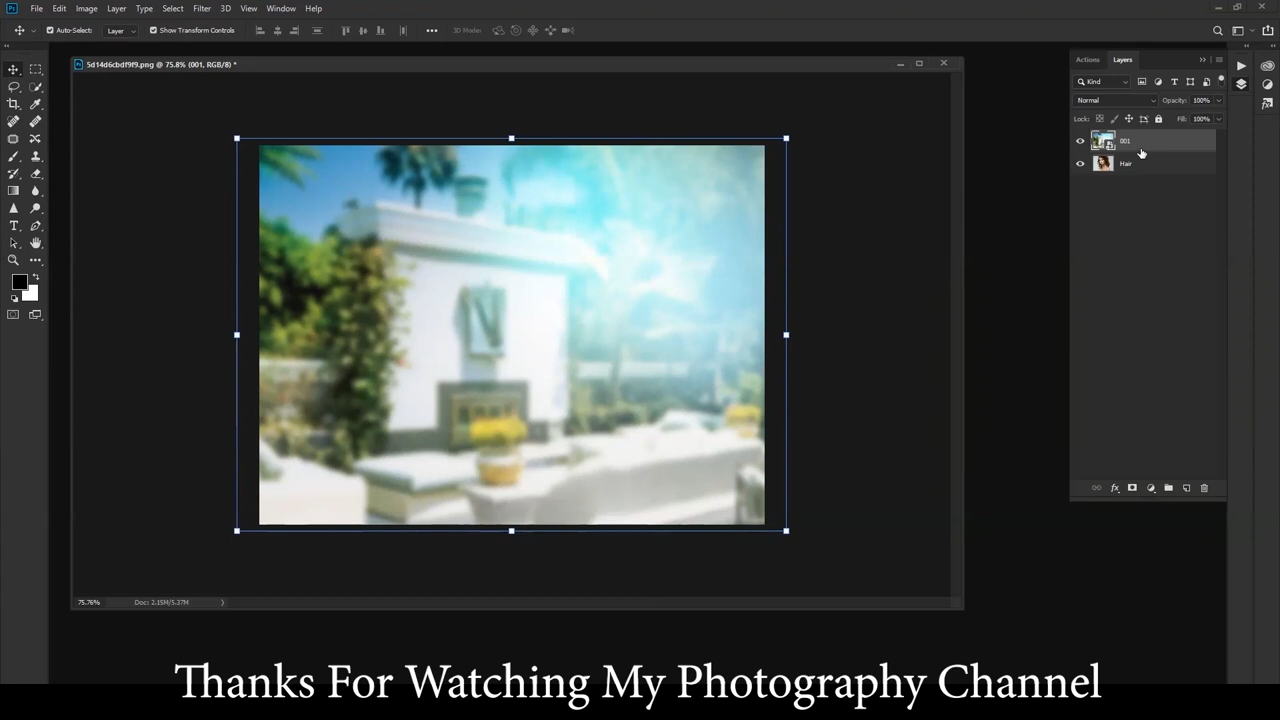 File Edit Image Layer Type Select Filter 3D View Window Help
Auto-Select: Layer Show Transform Controls 3D Mode:
5d14d6cbdf9f9.png @ 75.8% (001, RGB/8) *
Actions Layers
Kind
Normal Opacity: 100%
Lock: Fill: 100%
001
Hair
N
75.76% Doc: 2.15M/5.37M
Thanks For Watching My Photography Channel